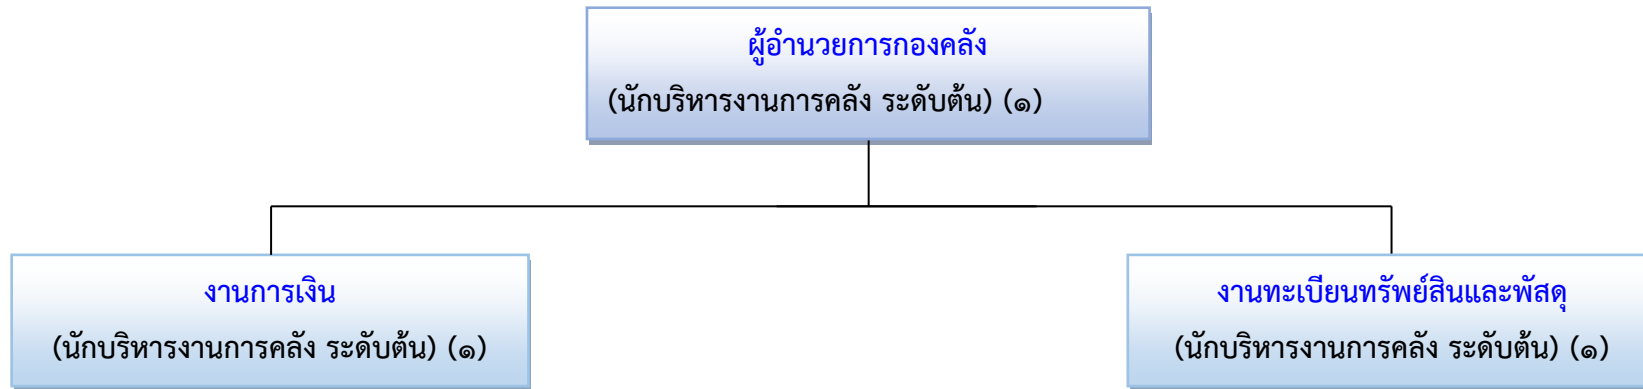 ผู้อำนวยการกองคลัง
(นักบริหารงานการคลัง ระดับต้น) (๑)
งานการเงิน
(นักบริหารงานการคลัง ระดับต้น) (๑)
งานทะเบียนทรัพย์สินและพัสดุ
(นักบริหารงานการคลัง ระดับต้น) (๑)